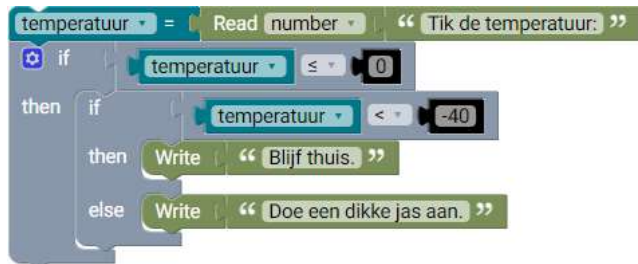 temperatuur = Read number “ Tik de temperatuur: ”
if temperatuur ≤ 0
then if temperatuur < -40
then Write “ Blijf thuis. ”
else Write “ Doe een dikke jas aan. ”